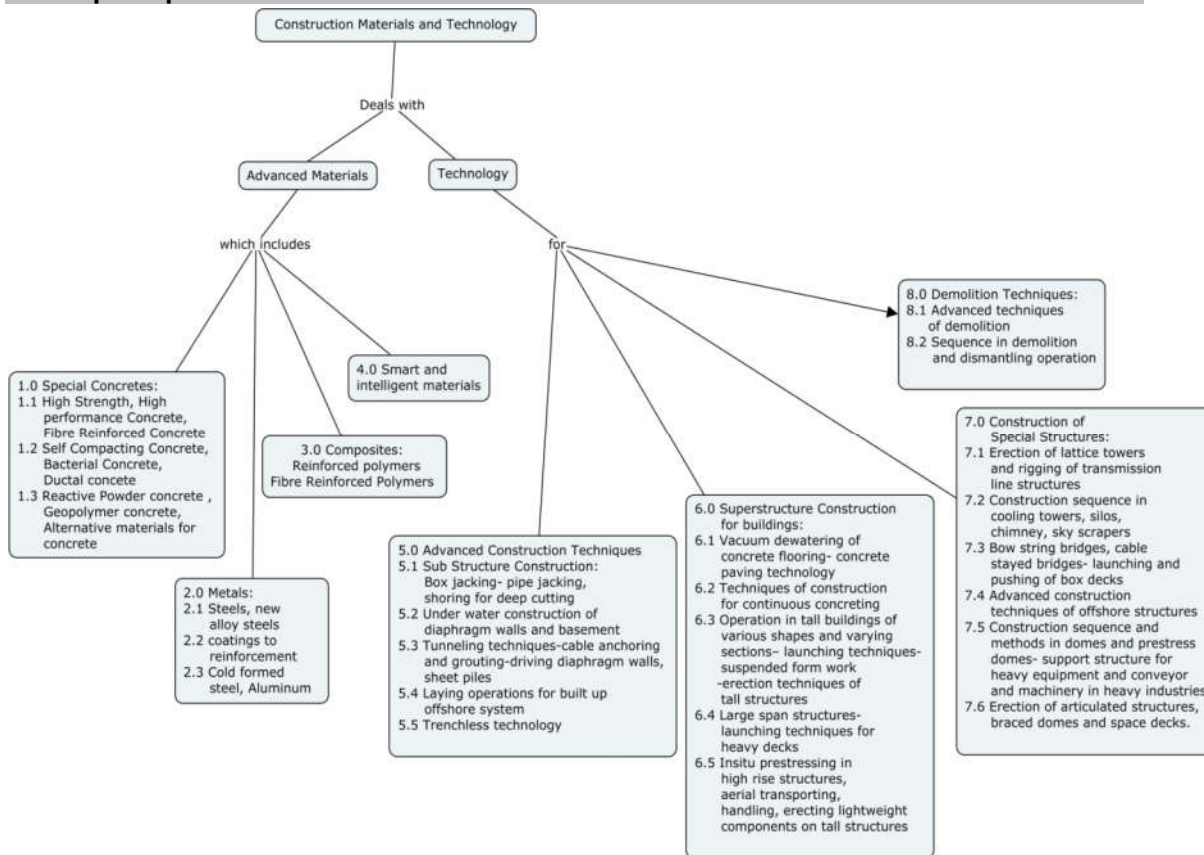 Construction Materials and Technology
Deals with
Advanced Materials
Technology
which includes
for
1.0 Special Concretes:
1.1 High Strength, High
performance Concrete,
Fibre Reinforced Concrete
1.2 Self Compacting Concrete,
Bacterial Concrete,
Ductal concete
1.3 Reactive Powder concrete ,
Geopolymer concrete,
Alternative materials for
concrete
2.0 Metals:
2.1 Steels, new
alloy steels
2.2 coatings to
reinforcement
2.3 Cold formed
steel, Aluminum
3.0 Composites:
Reinforced polymers
Fibre Reinforced Polymers
4.0 Smart and
intelligent materials
5.0 Advanced Construction Techniques
5.1 Sub Structure Construction:
Box jacking- pipe jacking,
shoring for deep cutting
5.2 Under water construction of
diaphragm walls and basement
5.3 Tunneling techniques-cable anchoring
and grouting-driving diaphragm walls,
sheet piles
5.4 Laying operations for built up
offshore system
5.5 Trenchless technology
6.0 Superstructure Construction
for buildings:
6.1 Vacuum dewatering of
concrete flooring- concrete
paving technology
6.2 Techniques of construction
for continuous concreting
6.3 Operation in tall buildings of
various shapes and varying
sections– launching techniques-
suspended form work
-erection techniques of
tall structures
6.4 Large span structures-
launching techniques for
heavy decks
6.5 Insitu prestressing in
high rise structures,
aerial transporting,
handling, erecting lightweight
components on tall structures
7.0 Construction of
Special Structures:
7.1 Erection of lattice towers
and rigging of transmission
line structures
7.2 Construction sequence in
cooling towers, silos,
chimney, sky scrapers
7.3 Bow string bridges, cable
stayed bridges- launching and
pushing of box decks
7.4 Advanced construction
techniques of offshore structures
7.5 Construction sequence and
methods in domes and prestress
domes- support structure for
heavy equipment and conveyor
and machinery in heavy industries
7.6 Erection of articulated structures,
braced domes and space decks.
8.0 Demolition Techniques:
8.1 Advanced techniques
of demolition
8.2 Sequence in demolition
and dismantling operation